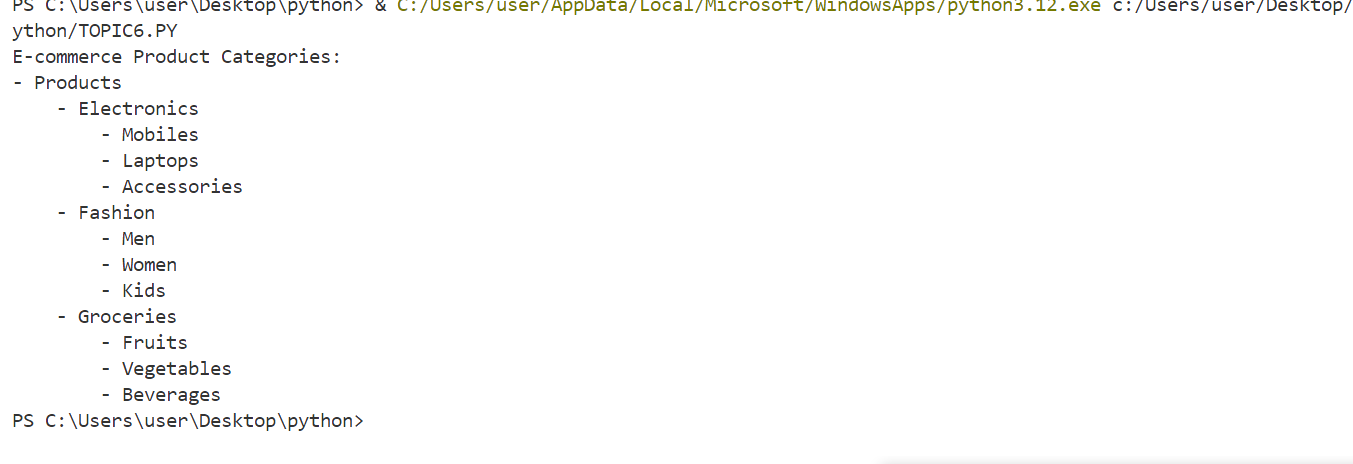 PS C:\Users\user\Desktop\python> & C:/Users/user/AppData/Local/Microsoft/WindowsApps/python3.12.exe c:/Users/user/Desktop/
ython/TOPIC6.PY
E-commerce Product Categories:
- Products
    - Electronics
        - Mobiles
        - Laptops
        - Accessories
    - Fashion
        - Men
        - Women
        - Kids
    - Groceries
        - Fruits
        - Vegetables
        - Beverages
PS C:\Users\user\Desktop\python>